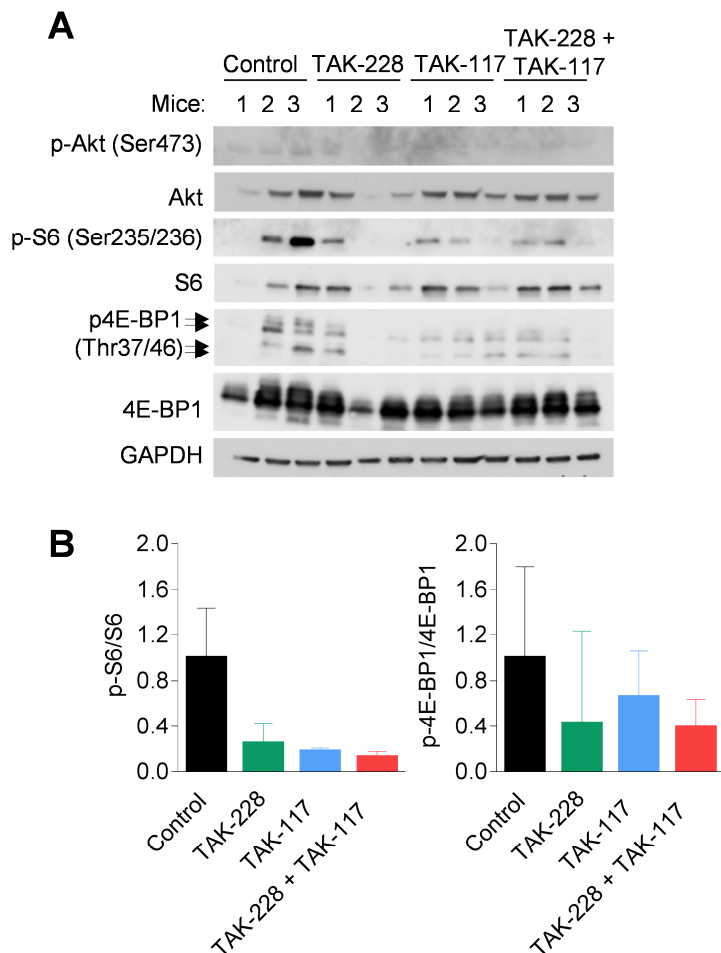 A
Control TAK-228 TAK-117 TAK-228 +
TAK-117
Mice: 1 2 3 1 2 3 1 2 3 1 2 3
p-Akt (Ser473)
Akt
p-S6 (Ser235/236)
S6
p4E-BP1
(Thr37/46)
4E-BP1
GAPDH
B
p-S6/S6
2.0
1.6
1.2
0.8
0.4
0.0
Control
TAK-228
TAK-117
TAK-228 + TAK-117
p-4E-BP1/4E-BP1
2.0
1.6
1.2
0.8
0.4
0.0
Control
TAK-228
TAK-117
TAK-228 + TAK-117